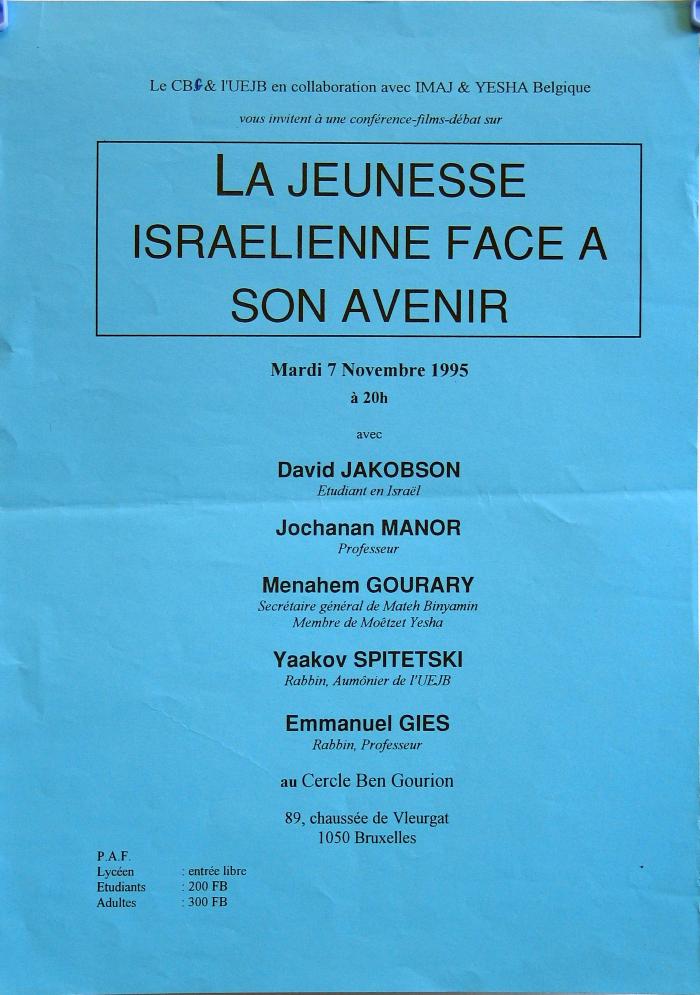 Le CBG & l'UEJB en collaboration avec IMAJ & YESHA Belgique
vous invitent à une conférence-films-débat sur
LA JEUNESSE
ISRAELIENNE FACE A
SON AVENIR
Mardi 7 Novembre 1995
à 20h
avec
David JAKOBSON
Etudiant en Israël
Jochanan MANOR
Professeur
Menahem GOURARY
Secrétaire général de Mateh Binyamin
Membre de Moêtzet Yesha
Yaakov SPITETSKI
Rabbin, Aumônier de l'UEJB
Emmanuel GIES
Rabbin, Professeur
au Cercle Ben Gourion
89, chaussée de Vleurgat
1050 Bruxelles
P.A.F.
Lycéen : entrée libre
Etudiants : 200 FB
Adultes : 300 FB